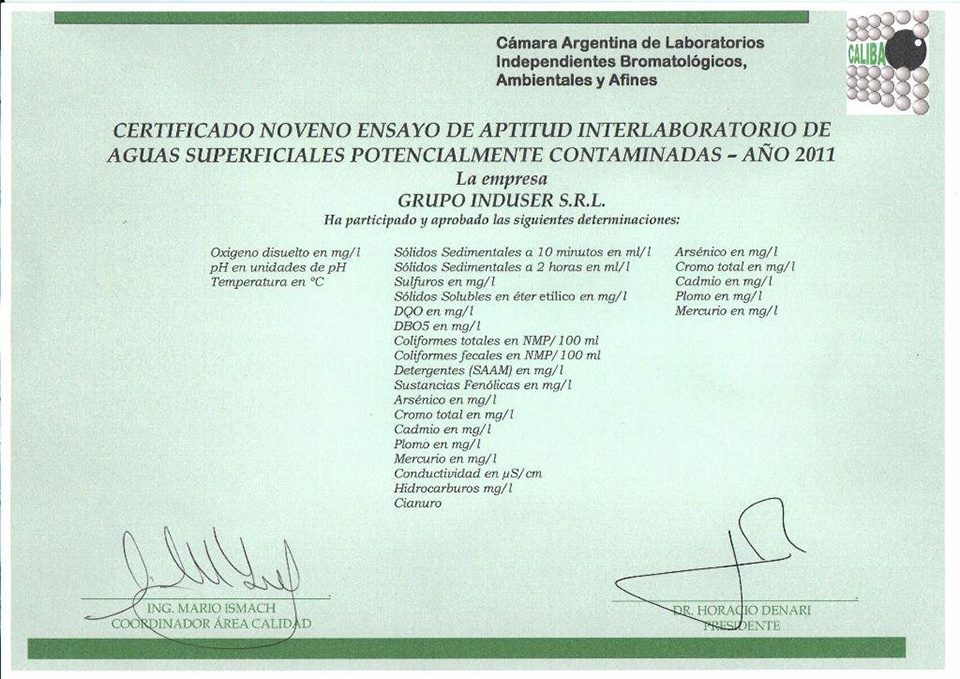 Cámara Argentina de Laboratorios
Independientes Bromatológicos,
Ambientales y Afines
CALIBA
CERTIFICADO NOVENO ENSAYO DE APTITUD INTERLABORATORIO DE
AGUAS SUPERFICIALES POTENCIALMENTE CONTAMINADAS – AÑO 2011
La empresa
GRUPO INDUSER S.R.L.
Ha participado y aprobado las siguientes determinaciones:
Oxigeno disuelto en mg/l
pH en unidades de pH
Temperatura en ºC
Sólidos Sedimentales a 10 minutos en ml/l
Sólidos Sedimentales a 2 horas en ml/l
Sulfuros en mg/l
Sólidos Solubles en éter etílico en mg/l
DQO en mg/l
DBO5 en mg/l
Coliformes totales en NMP/100 ml
Coliformes fecales en NMP/100 ml
Detergentes (SAAM) en mg/l
Sustancias Fenólicas en mg/l
Arsénico en mg/l
Cromo total en mg/l
Cadmio en mg/l
Plomo en mg/l
Mercurio en mg/l
Conductividad en µS/cm
Hidrocarburos mg/l
Cianuro
Arsénico en mg/l
Cromo total en mg/l
Cadmio en mg/l
Plomo en mg/l
Mercurio en mg/l
ING. MARIO ISMACH
COORDINADOR ÁREA CALIDAD
DR. HORACIO DENARI
PRESIDENTE